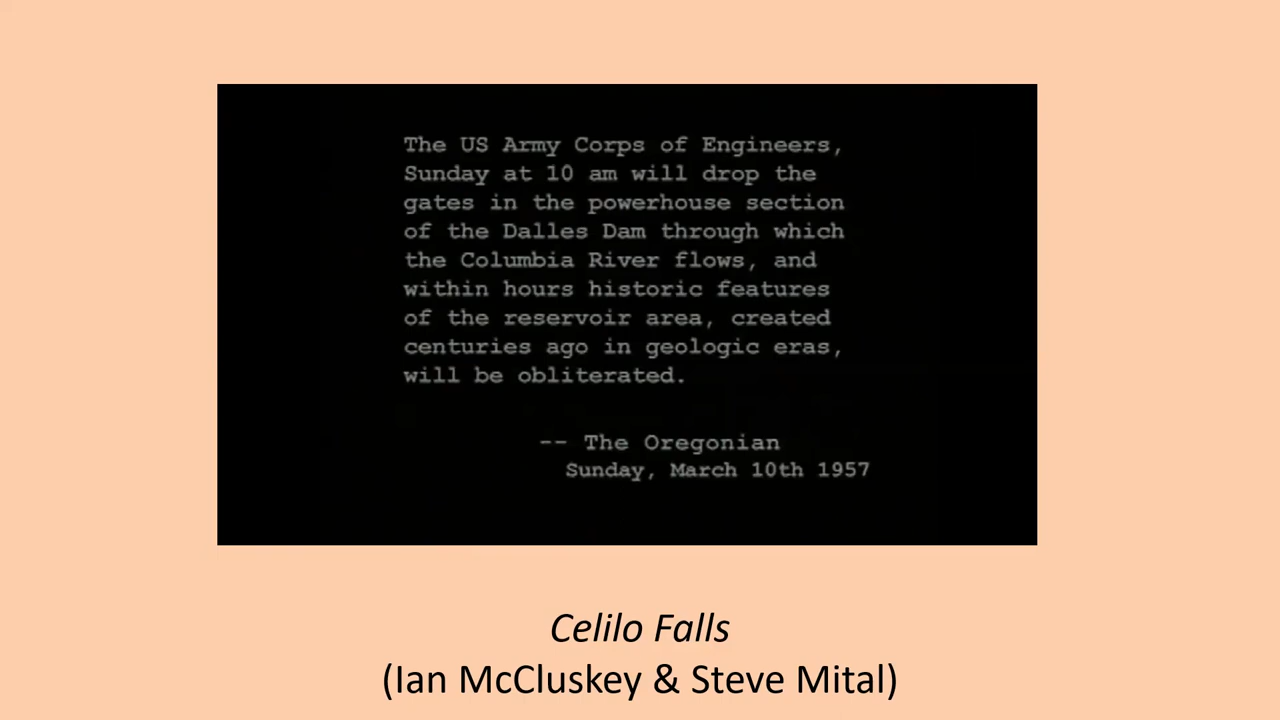 The US Army Corps of Engineers,
Sunday at 10 am will drop the
gates in the powerhouse section
of the Dalles Dam through which
the Columbia River flows, and
within hours historic features
of the reservoir area, created
centuries ago in geologic eras,
will be obliterated.
-- The Oregonian
Sunday, March 10th 1957
Celilo Falls
(Ian McCluskey & Steve Mital)